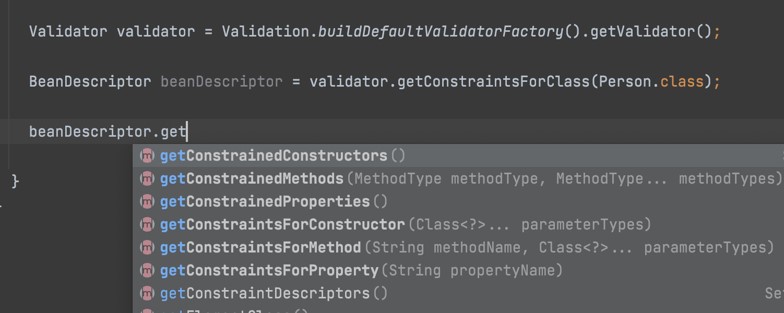 Validator validator = Validation.buildDefaultValidatorFactory().getValidator();
BeanDescriptor beanDescriptor = validator.getConstraintsForClass(Person.class);
beanDescriptor.get
m getConstrainedConstructors()
m getConstrainedMethods(MethodType methodType, MethodType... methodTypes)
}
m getConstrainedProperties()
m getConstraintsForConstructor(Class<?>... parameterTypes)
m getConstraintsForMethod(String methodName, Class<?>... parameterTypes)
m getConstraintsForProperty(String propertyName)
m getConstraintDescriptors() Se